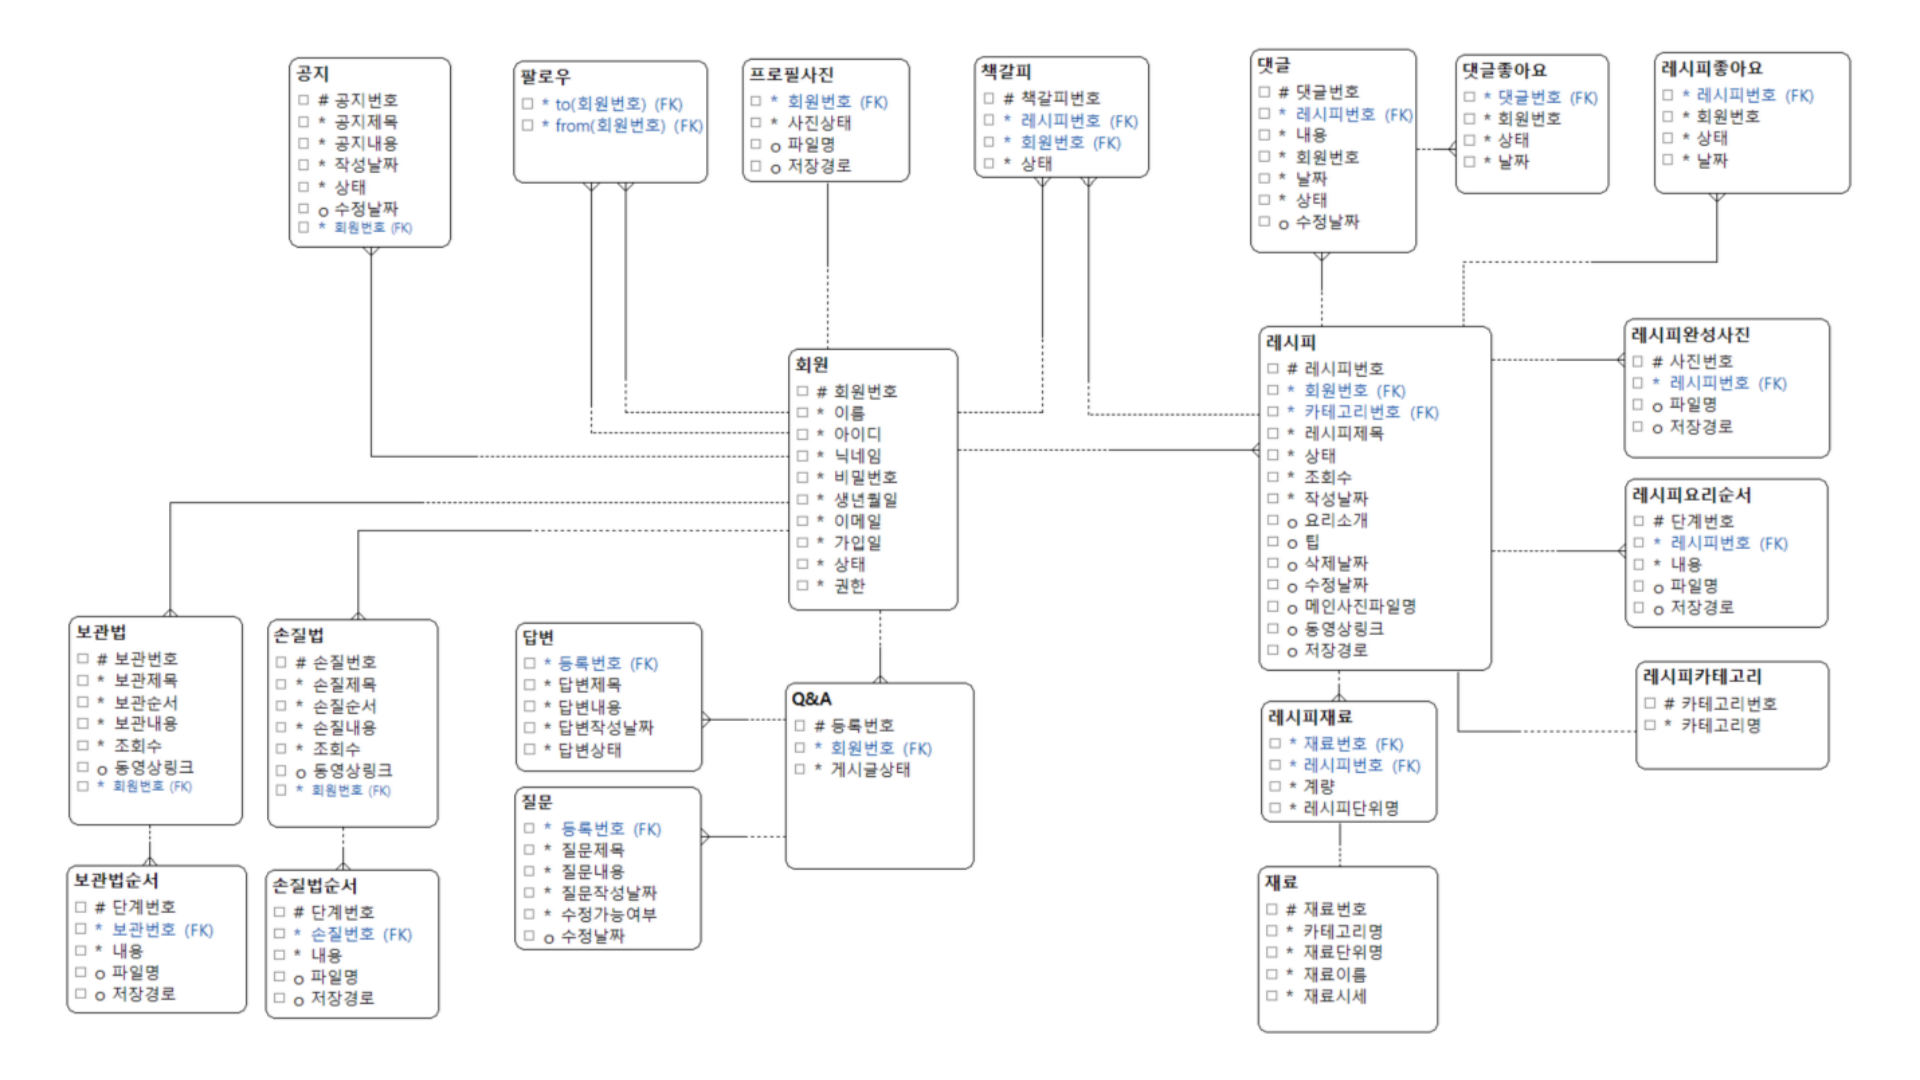 공지
# 공지번호
* 공지제목
* 공지내용
* 작성날짜
* 상태
o 수정날짜
* 회원번호 (FK)
팔로우
* to(회원번호) (FK)
* from(회원번호) (FK)
프로필사진
* 회원번호 (FK)
* 사진상태
o 파일명
o 저장경로
책갈피
# 책갈피번호
* 레시피번호 (FK)
* 회원번호 (FK)
* 상태
댓글
# 댓글번호
* 레시피번호 (FK)
* 내용
* 회원번호
* 날짜
* 상태
o 수정날짜
댓글좋아요
* 댓글번호 (FK)
* 회원번호
* 상태
* 날짜
레시피좋아요
* 레시피번호 (FK)
* 회원번호
* 상태
* 날짜
회원
# 회원번호
* 이름
* 아이디
* 닉네임
* 비밀번호
* 생년월일
* 이메일
* 가입일
* 상태
* 권한
레시피
# 레시피번호
* 회원번호 (FK)
* 카테고리번호 (FK)
* 레시피제목
* 상태
* 조회수
* 작성날짜
o 요리소개
o 팁
o 삭제날짜
o 수정날짜
o 메인사진파일명
o 동영상링크
o 저장경로
레시피완성사진
# 사진번호
* 레시피번호 (FK)
o 파일명
o 저장경로
레시피요리순서
# 단계번호
* 레시피번호 (FK)
* 내용
o 파일명
o 저장경로
레시피카테고리
# 카테고리번호
* 카테고리명
보관법
# 보관번호
* 보관제목
* 보관순서
* 보관내용
* 조회수
o 동영상링크
* 회원번호 (FK)
손질법
# 손질번호
* 손질제목
* 손질순서
* 손질내용
* 조회수
o 동영상링크
* 회원번호 (FK)
답변
* 등록번호 (FK)
* 답변제목
* 답변내용
* 답변작성날짜
* 답변상태
Q&A
# 등록번호
* 회원번호 (FK)
* 게시글상태
레시피재료
* 재료번호 (FK)
* 레시피번호 (FK)
* 계량
* 레시피단위명
질문
* 등록번호 (FK)
* 질문제목
* 질문내용
* 질문작성날짜
* 수정가능여부
o 수정날짜
보관법순서
# 단계번호
* 보관번호 (FK)
* 내용
o 파일명
o 저장경로
손질법순서
# 단계번호
* 손질번호 (FK)
* 내용
o 파일명
o 저장경로
재료
# 재료번호
* 카테고리명
* 재료단위명
* 재료이름
* 재료시세